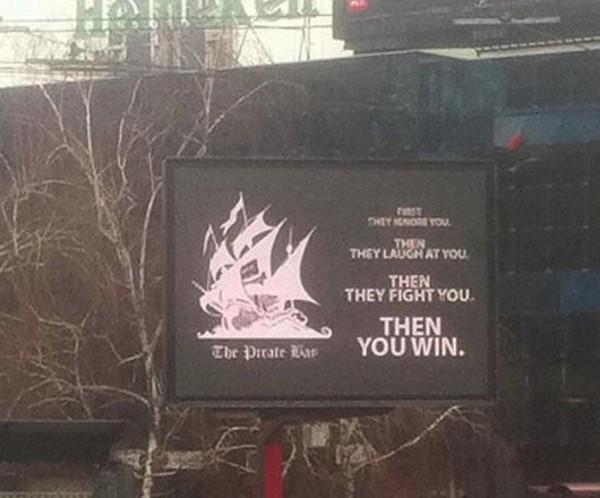 Heineken
The Pirate Bay
FIRST
THEY IGNORE YOU.
THEN
THEY LAUGH AT YOU.
THEN
THEY FIGHT YOU.
THEN
YOU WIN.